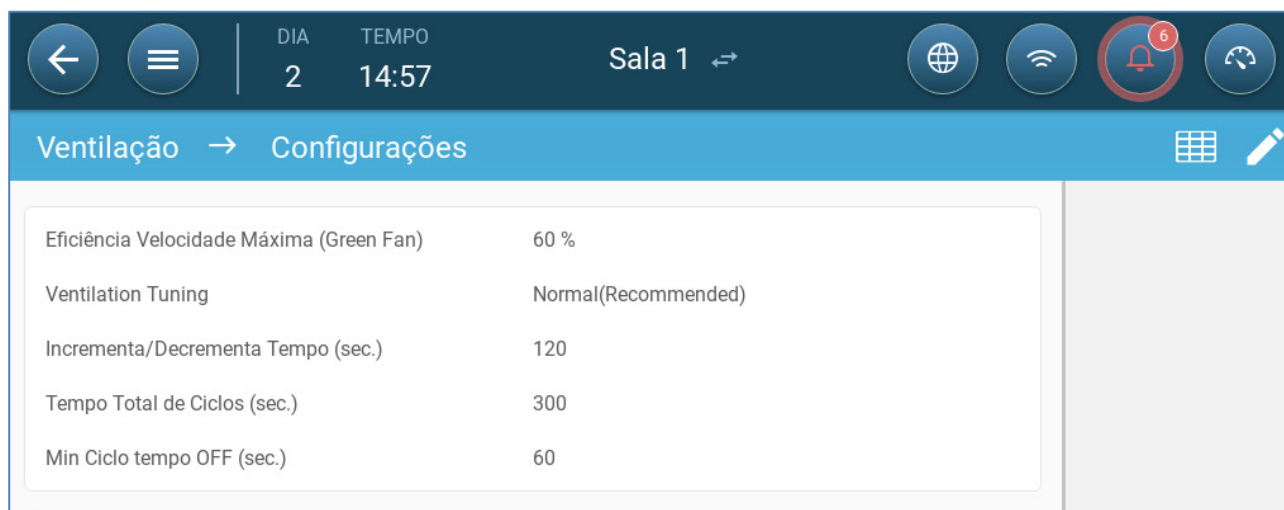 DIA TEMPO
2 14:57 Sala 1 6
Ventilação → Configurações
Eficiência Velocidade Máxima (Green Fan) 60 %
Ventilation Tuning Normal(Recommended)
Incrementa/Decrementa Tempo (sec.) 120
Tempo Total de Ciclos (sec.) 300
Min Ciclo tempo OFF (sec.) 60